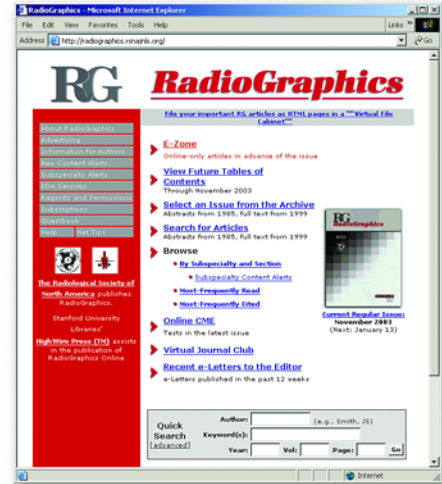 RadioGraphics - Microsoft Internet Explorer
File Edit View Favorites Tools Help
Links »
Address http://radiographics.rsnajnls.org/
Go
RG RadioGraphics
File your important RG articles as HTML pages in a """Virtual File
Cabinet"""
About RadioGraphics
Advertising
Information for Authors
New Content Alerts
Subspecialty Alerts
PDA Services
Reprints and Permissions
Subscriptions
Guestbook
Help Net Tips
The Radiological Society of
North America publishes
RadioGraphics.
Stanford University
Libraries'
HighWire Press (TM) assists
in the publication of
RadioGraphics Online
E-Zone
Online-only articles in advance of the issue
View Future Tables of
Contents
Through November 2003
Select an Issue from the Archive
Abstracts from 1985, full text from 1999
Search for Articles
Abstracts from 1985, full text from 1999
Browse
By Subspecialty and Section
Subspecialty Content Alerts
Most-Frequently Read
Most-Frequently Cited
Online CME
Tests in the latest issue
Virtual Journal Club
Recent e-Letters to the Editor
e-Letters published in the past 12 weeks
RG
RadioGraphics
Current Regular Issue:
November 2003
(Next: January 13)
Quick
Search
[advanced]
Author: (e.g., Smith, JS)
Keyword(s):
Year: Vol: Page: Go
Internet